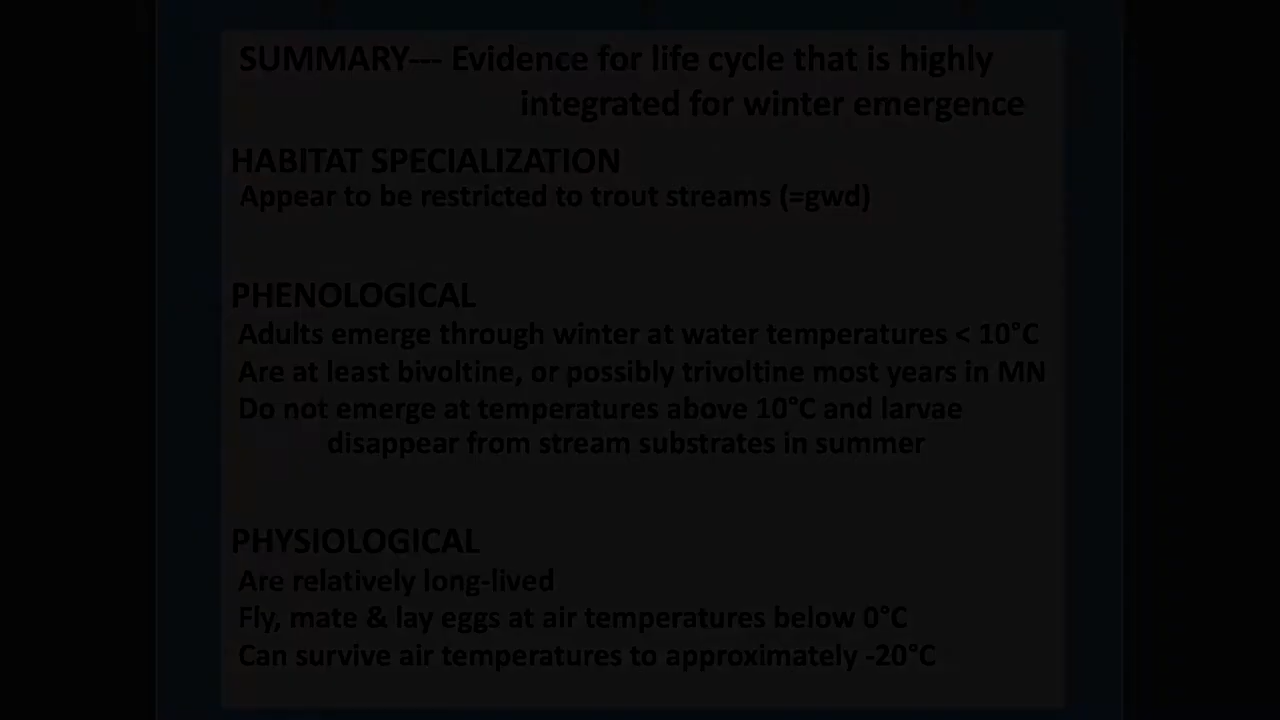 SUMMARY--- Evidence for life cycle that is highly
integrated for winter emergence
HABITAT SPECIALIZATION
Appear to be restricted to trout streams (=gwd)
PHENOLOGICAL
Adults emerge through winter at water temperatures < 10°C
Are at least bivoltine, or possibly trivoltine most years in MN
Do not emerge at temperatures above 10°C and larvae
disappear from stream substrates in summer
PHYSIOLOGICAL
Are relatively long-lived
Fly, mate & lay eggs at air temperatures below 0°C
Can survive air temperatures to approximately -20°C